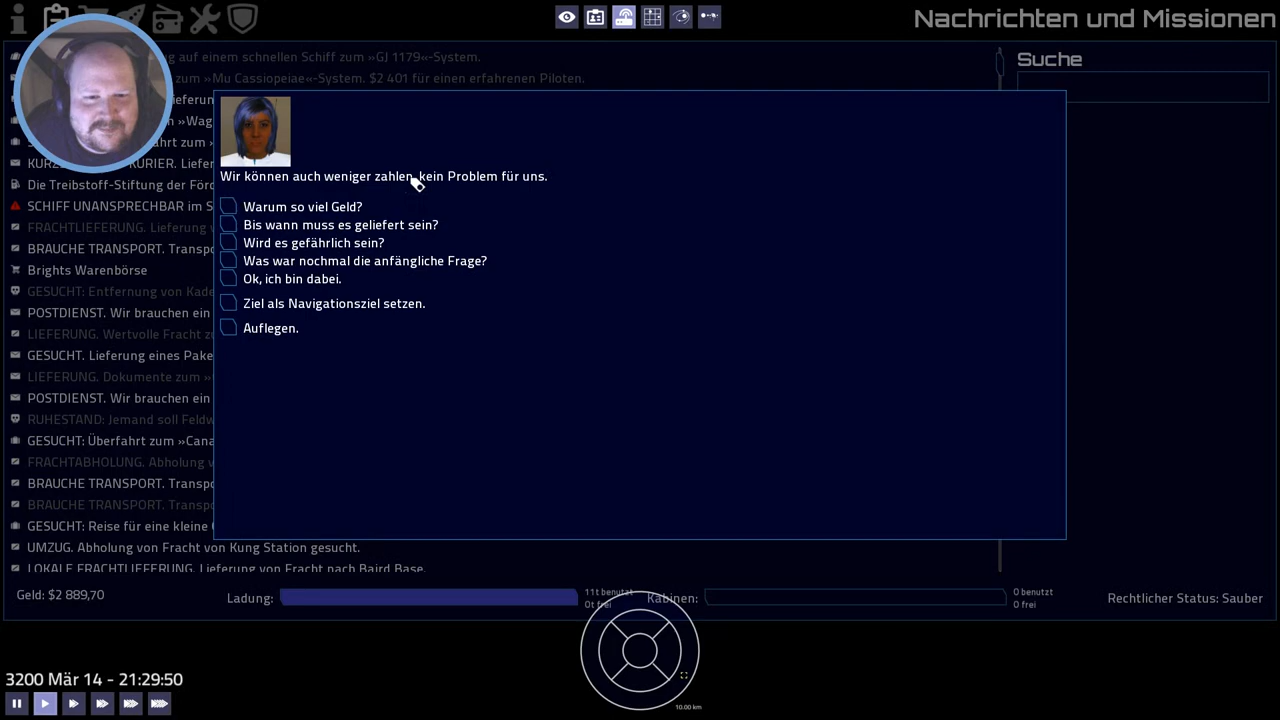 Nachrichten und Missionen
auf einem schnellen Schiff zum »GJ 1179«-System.
zum »Mu Cassiopeiae«-System. $2 401 für einen erfahrenen Piloten.
Suche
Wir können auch weniger zahlen, kein Problem für uns.
KURIER. Liefer
Die Treibstoff-Stiftung der Förd
Warum so viel Geld?
SCHIFF UNANSPRECHBAR im S
Bis wann muss es geliefert sein?
FRACHTLIEFERUNG. Lieferung v
Wird es gefährlich sein?
BRAUCHE TRANSPORT. Transpo
Was war nochmal die anfängliche Frage?
Brights Warenbörse
Ok, ich bin dabei.
GESUCHT: Entfernung von Kade
Ziel als Navigationsziel setzen.
POSTDIENST. Wir brauchen ein
Auflegen.
LIEFERUNG. Wertvolle Fracht zu
GESUCHT. Lieferung eines Pake
LIEFERUNG. Dokumente zum »
POSTDIENST. Wir brauchen ein
RUHESTAND: Jemand soll Feldw
GESUCHT: Überfahrt zum »Cana
FRACHTABHOLUNG. Abholung v
BRAUCHE TRANSPORT. Transpo
BRAUCHE TRANSPORT. Transpo
GESUCHT: Reise für eine kleine
UMZUG. Abholung von Fracht von Kung Station gesucht.
LOKALE FRACHTLIEFERUNG. Lieferung von Fracht nach Baird Base.
Geld: $2 889,70
Ladung:
11t benutzt
0t frei
Kabinen:
0 benutzt
0 frei
Rechtlicher Status: Sauber
3200 Mär 14 - 21:29:50
10.00 km